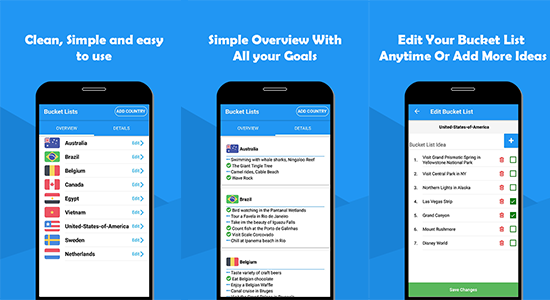 Clean, Simple and easy
to use
Bucket Lists
ADD COUNTRY
OVERVIEW
DETAILS
Australia
Edit
Brazil
Edit
Belgium
Edit
Canada
Edit
Egypt
Edit
Vietnam
Edit
United-States-of-America
Edit
Sweden
Edit
Netherlands
Edit
Simple Overview With
All your Goals
Bucket Lists
ADD COUNTRY
OVERVIEW
DETAILS
Australia
Swimming with whale sharks, Ningaloo Reef
The Giant Tingle Tree
Camel rides, Cable Beach
Wave Rock
Brazil
Bird watching in the Pantanal Wetlands
Tour a Favela in Rio de Janeiro
Take in the beauty of Iguazu Falls
Count fish at the Porto de Galinhas
Visit Scale Corcovado
Chill at Ipanema beach in Rio
Belgium
Taste variety of craft beers
Eat Belgian chocolate
Enjoy a Belgian Waffle
Canal cruise in Bruges
Edit Your Bucket List
Anytime Or Add More Ideas
Edit Bucket List
United-States-of-America
Bucket List Idea
+
1. Visit Grand Prismatic Spring in
Yellowstone National Park
2. Visit Central Park in NY
3. Northern Lights in Alaska
4. Las Vegas Strip
5. Grand Canyon
6. Mount Rushmore
7. Disney World
Save Changes